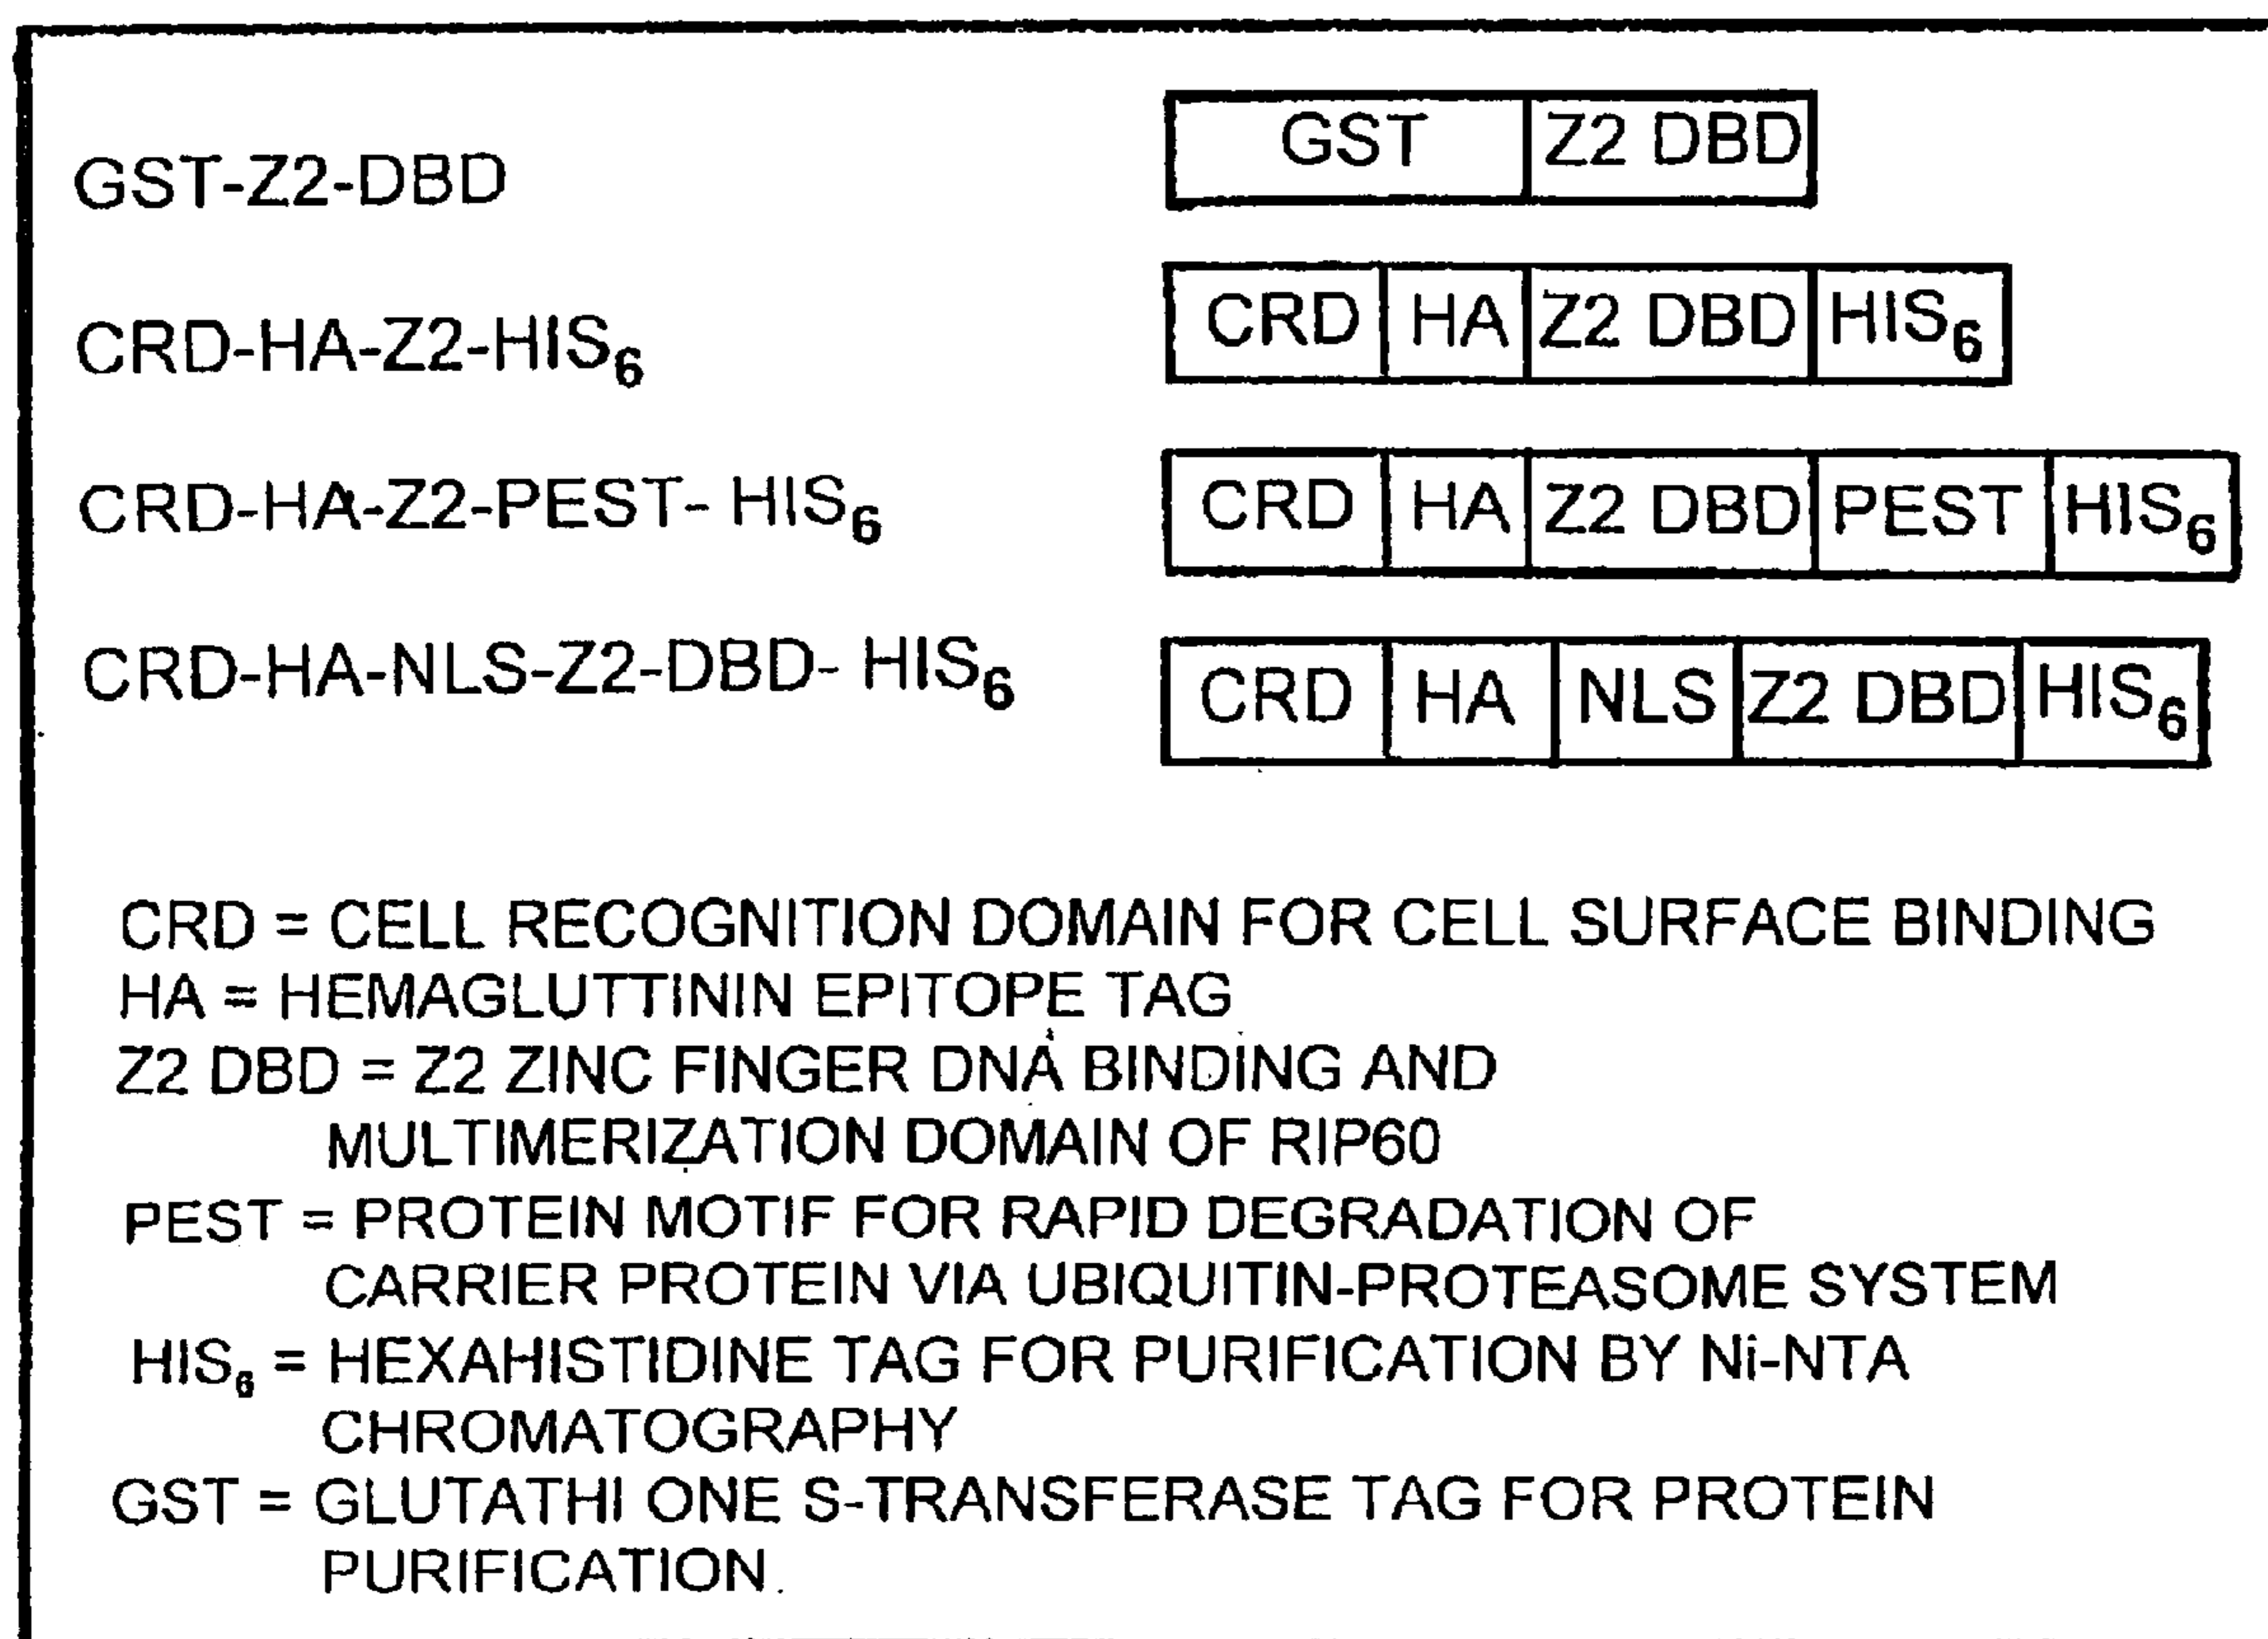 GST-Z2-DBD
GST Z2 DBD
CRD-HA-Z2-HIS6
CRD HA Z2 DBD HIS6
CRD-HA-Z2-PEST- HIS6
CRD HA Z2 DBD PEST HIS6
CRD-HA-NLS-Z2-DBD- HIS6
CRD HA NLS Z2 DBD HIS6
CRD = CELL RECOGNITION DOMAIN FOR CELL SURFACE BINDING
HA = HEMAGLUTTININ EPITOPE TAG
Z2 DBD = Z2 ZINC FINGER DNA BINDING AND
MULTIMERIZATION DOMAIN OF RIP60
PEST = PROTEIN MOTIF FOR RAPID DEGRADATION OF
CARRIER PROTEIN VIA UBIQUITIN-PROTEASOME SYSTEM
HIS6 = HEXAHISTIDINE TAG FOR PURIFICATION BY Ni-NTA
CHROMATOGRAPHY
GST = GLUTATHI ONE S-TRANSFERASE TAG FOR PROTEIN
PURIFICATION.